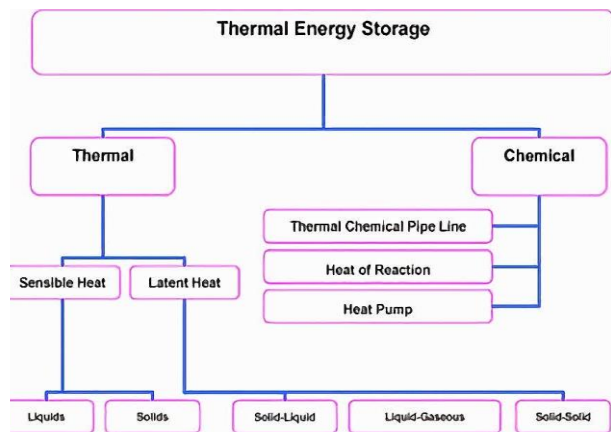 Thermal Energy Storage
Thermal
Chemical
Thermal Chemical Pipe Line
Heat of Reaction
Heat Pump
Sensible Heat
Latent Heat
Liquids
Solids
Solid-Liquid
Liquid-Gaseous
Solid-Solid